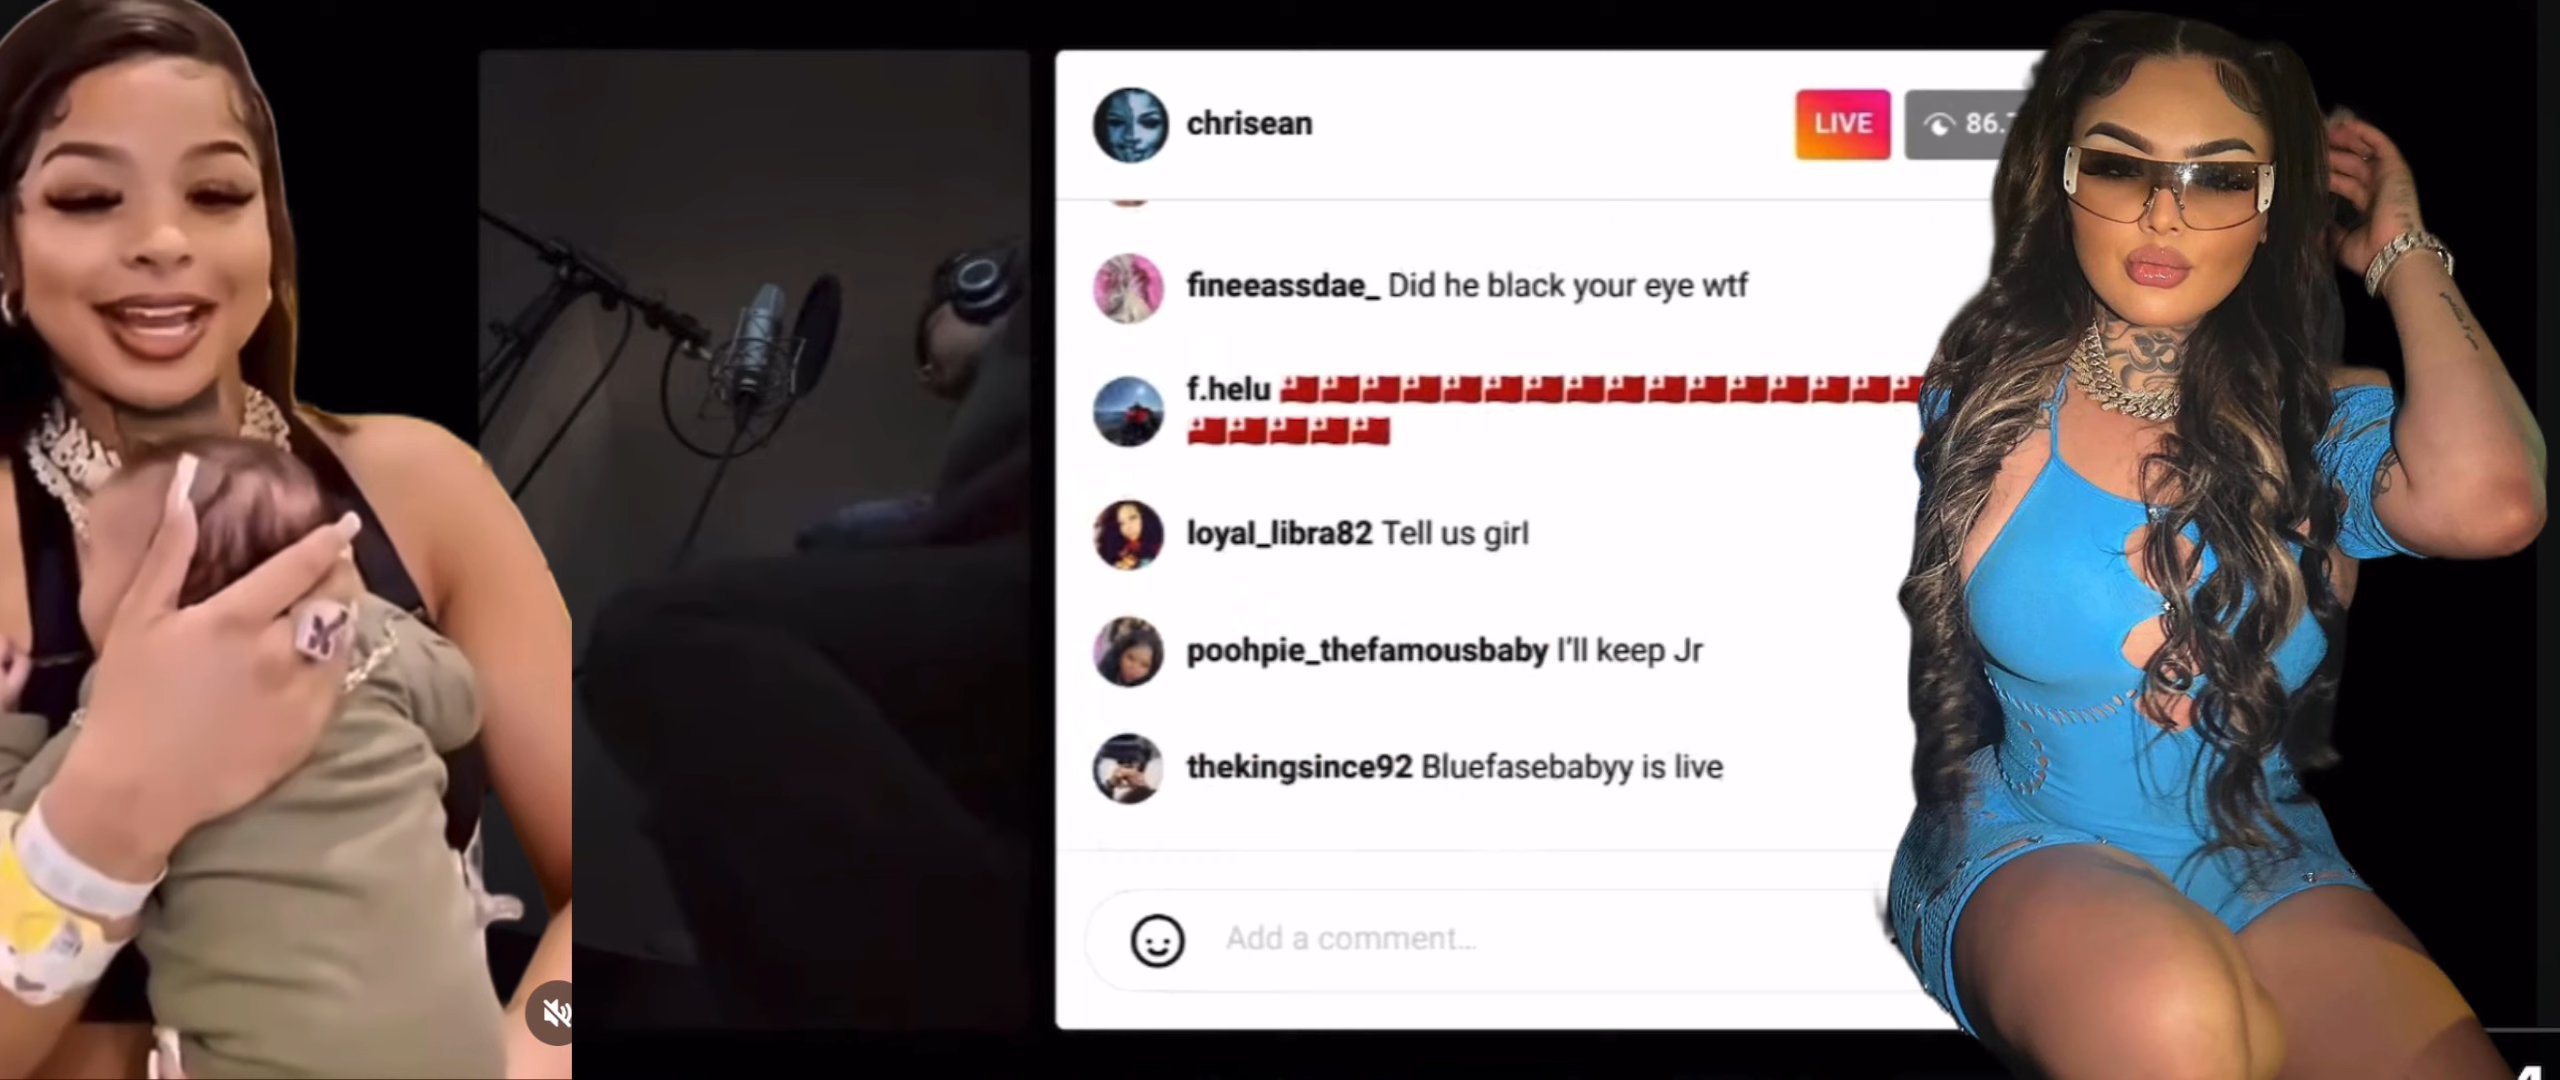 chrisean
LIVE
86.
fineeassdae_ Did he black your eye wtf
f.helu 🇹🇴🇹🇴🇹🇴🇹🇴🇹🇴🇹🇴🇹🇴🇹🇴🇹🇴🇹🇴🇹🇴🇹🇴🇹🇴🇹🇴🇹🇴🇹🇴
🇹🇴🇹🇴🇹🇴🇹🇴🇹🇴
loyal_libra82 Tell us girl
poohpie_thefamousbaby I'll keep Jr
thekingsince92 Bluefasebabyy is live
Add a comment...